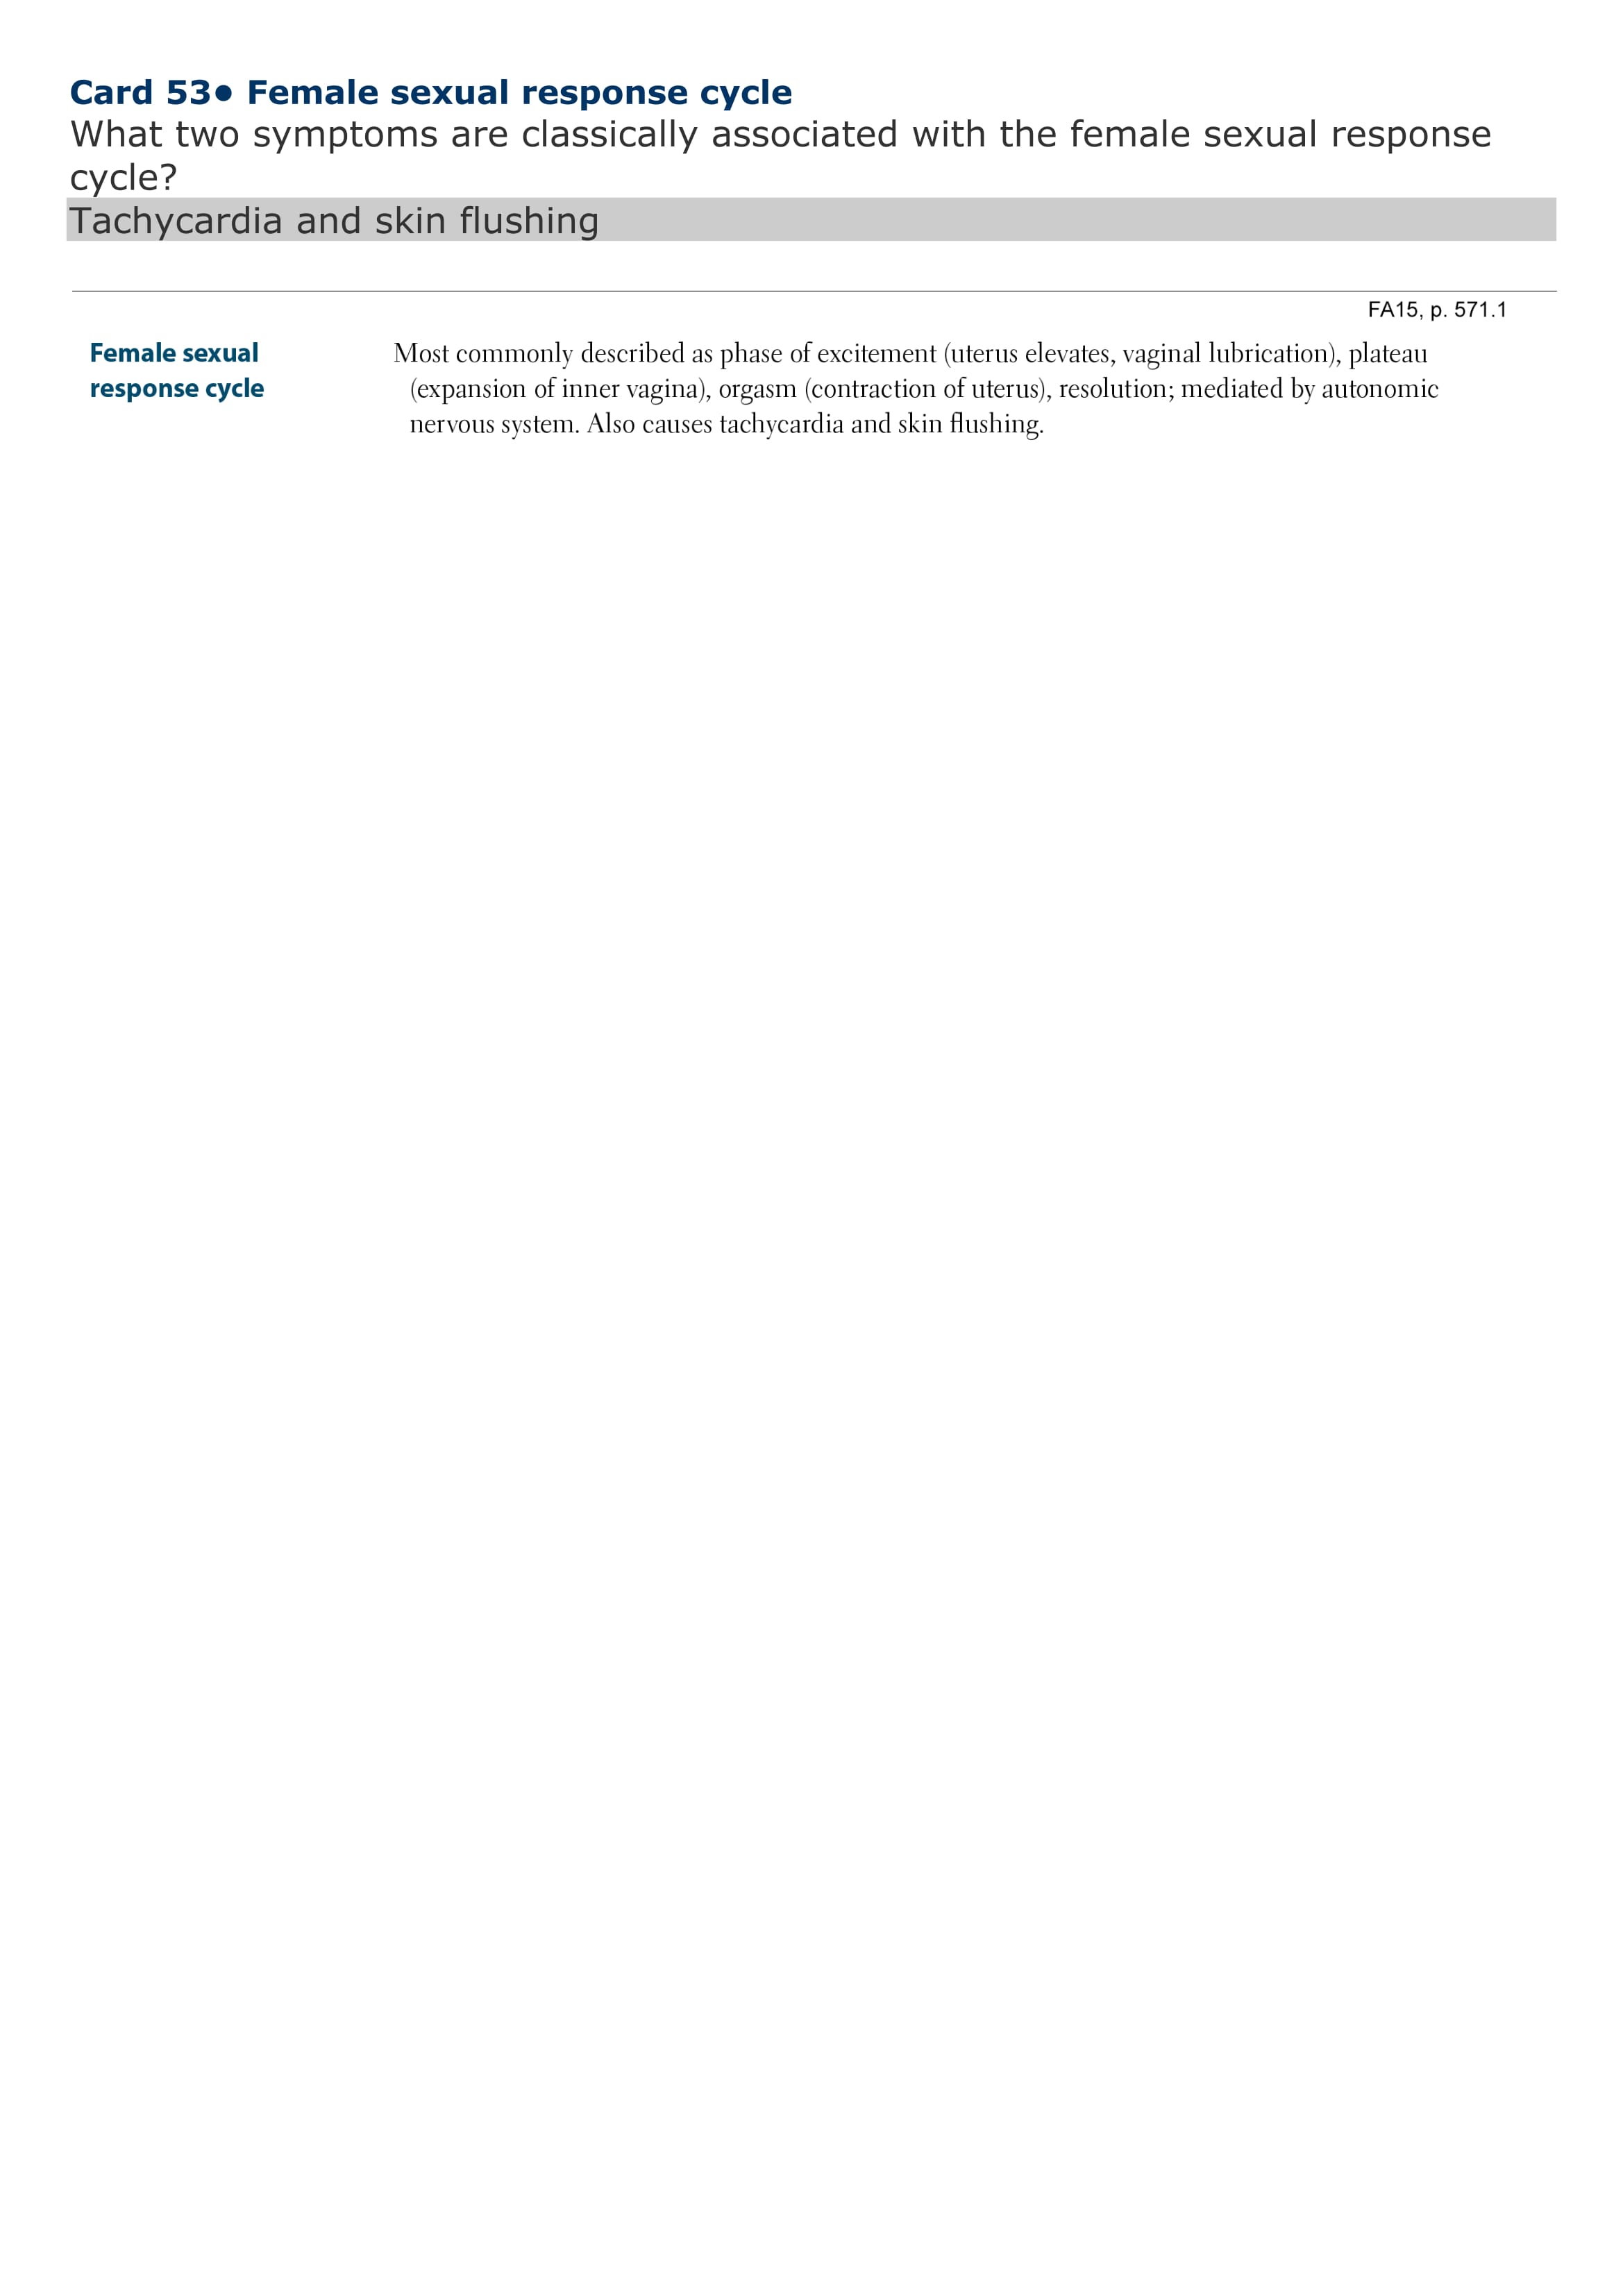 Card 53• Female sexual response cycle
What two symptoms are classically associated with the female sexual response
cycle?
Tachycardia and skin flushing
FA15, p. 571.1
Female sexual
response cycle
Most commonly described as phase of excitement (uterus elevates, vaginal lubrication), plateau
(expansion of inner vagina), orgasm (contraction of uterus), resolution; mediated by autonomic
nervous system. Also causes tachycardia and skin flushing.